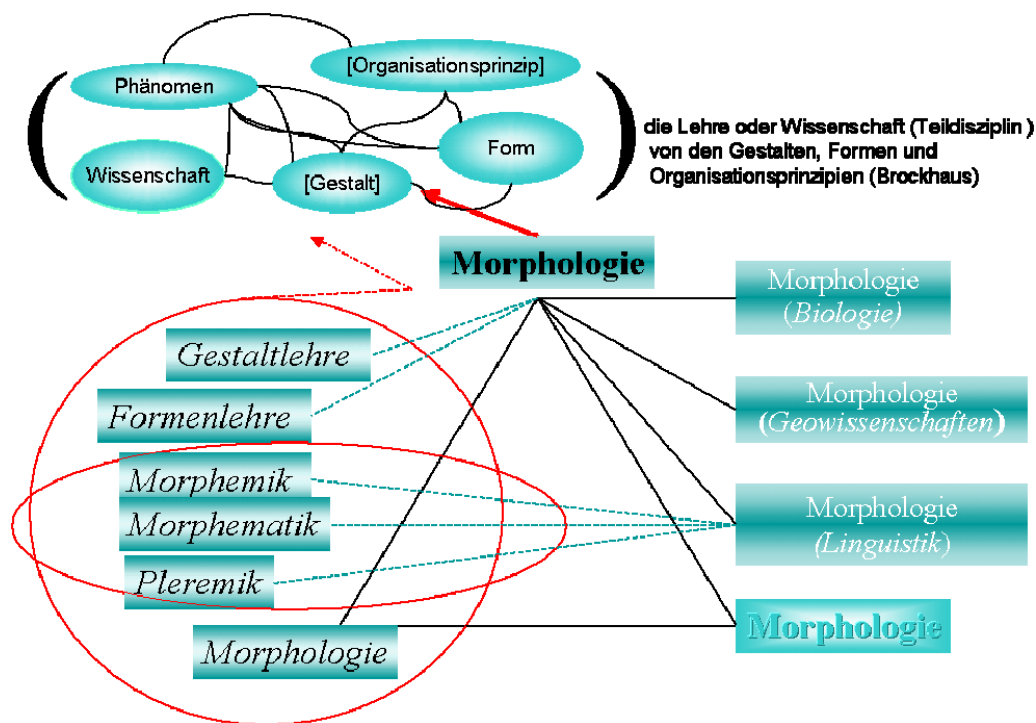 Phänomen
[Organisationsprinzip]
Wissenschaft
[Gestalt]
Form
die Lehre oder Wissenschaft (Teildisziplin)
von den Gestalten, Formen und
Organisationsprinzipien (Brockhaus)
Morphologie
Gestaltlehre
Formenlehre
Morphemik
Morphematik
Pleremik
Morphologie
Morphologie
(Biologie)
Morphologie
(Geowissenschaften)
Morphologie
(Linguistik)
Morphologie